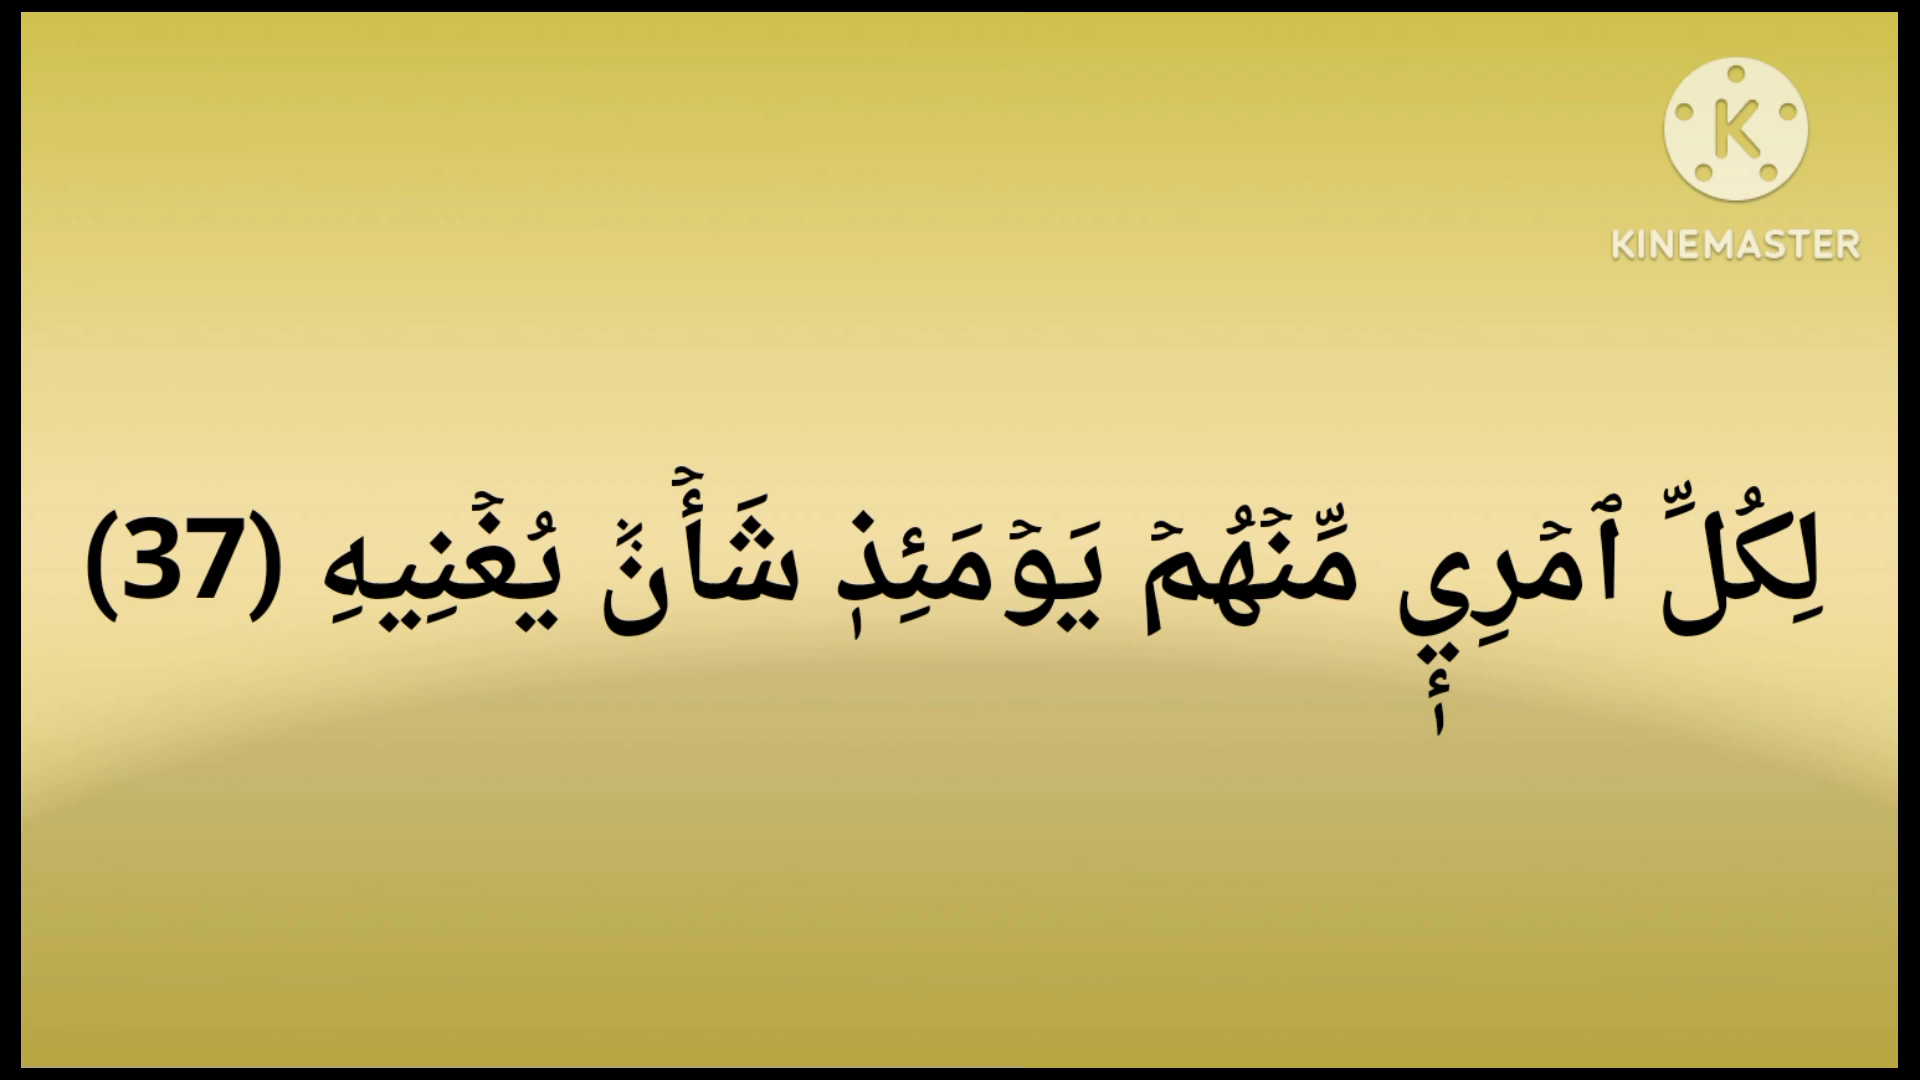 K
KINEMASTER
لِكُلِّ ٱمۡرِيٕٖ مِّنۡهُمۡ يَوۡمَئِذٖ شَأۡنٞ يُغۡنِيهِ (37)